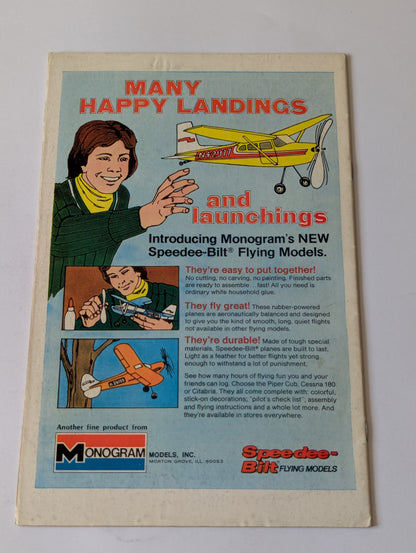 MANY
HAPPY LANDINGS
N3297T
and
launchings
Introducing Monogram's NEW
Speedee-Bilt® Flying Models.
They're easy to put together!
No cutting, no carving, no painting. Finished parts
are ready to assemble . . . fast! All you need is
ordinary white household glue.
They fly great! These rubber-powered
planes are aeronautically balanced and designed
to give you the kind of smooth, long, quiet flights
not available in other flying models.
They're durable! Made of tough special
materials, Speedee-Bilt® planes are built to last.
Light as a feather for better flights yet strong
enough to withstand a lot of punishment.
See how many hours of flying fun you and your
friends can log. Choose the Piper Cub, Cessna 180
or Citabria. They all come complete with: colorful,
stick-on decorations, "pilot's check list", assembly
and flying instructions and a whole lot more. And
they're available in stores everywhere.
Another fine product from
MONOGRAM MODELS, INC.
MORTON GROVE, ILL. 60053
Speedee-
Bilt FLYING MODELS